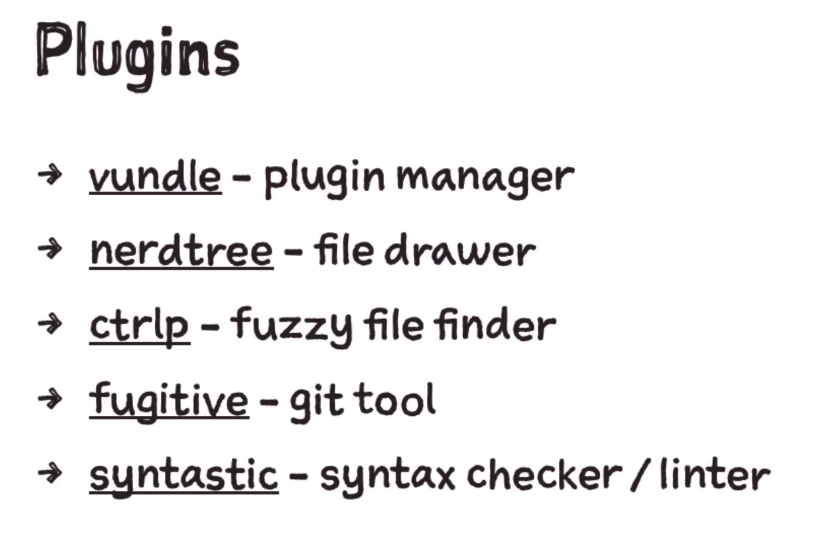 Plugins
→ vundle – plugin manager
→ nerdtree – file drawer
→ ctrlp – fuzzy file finder
→ fugitive – git tool
→ syntastic – syntax checker / linter